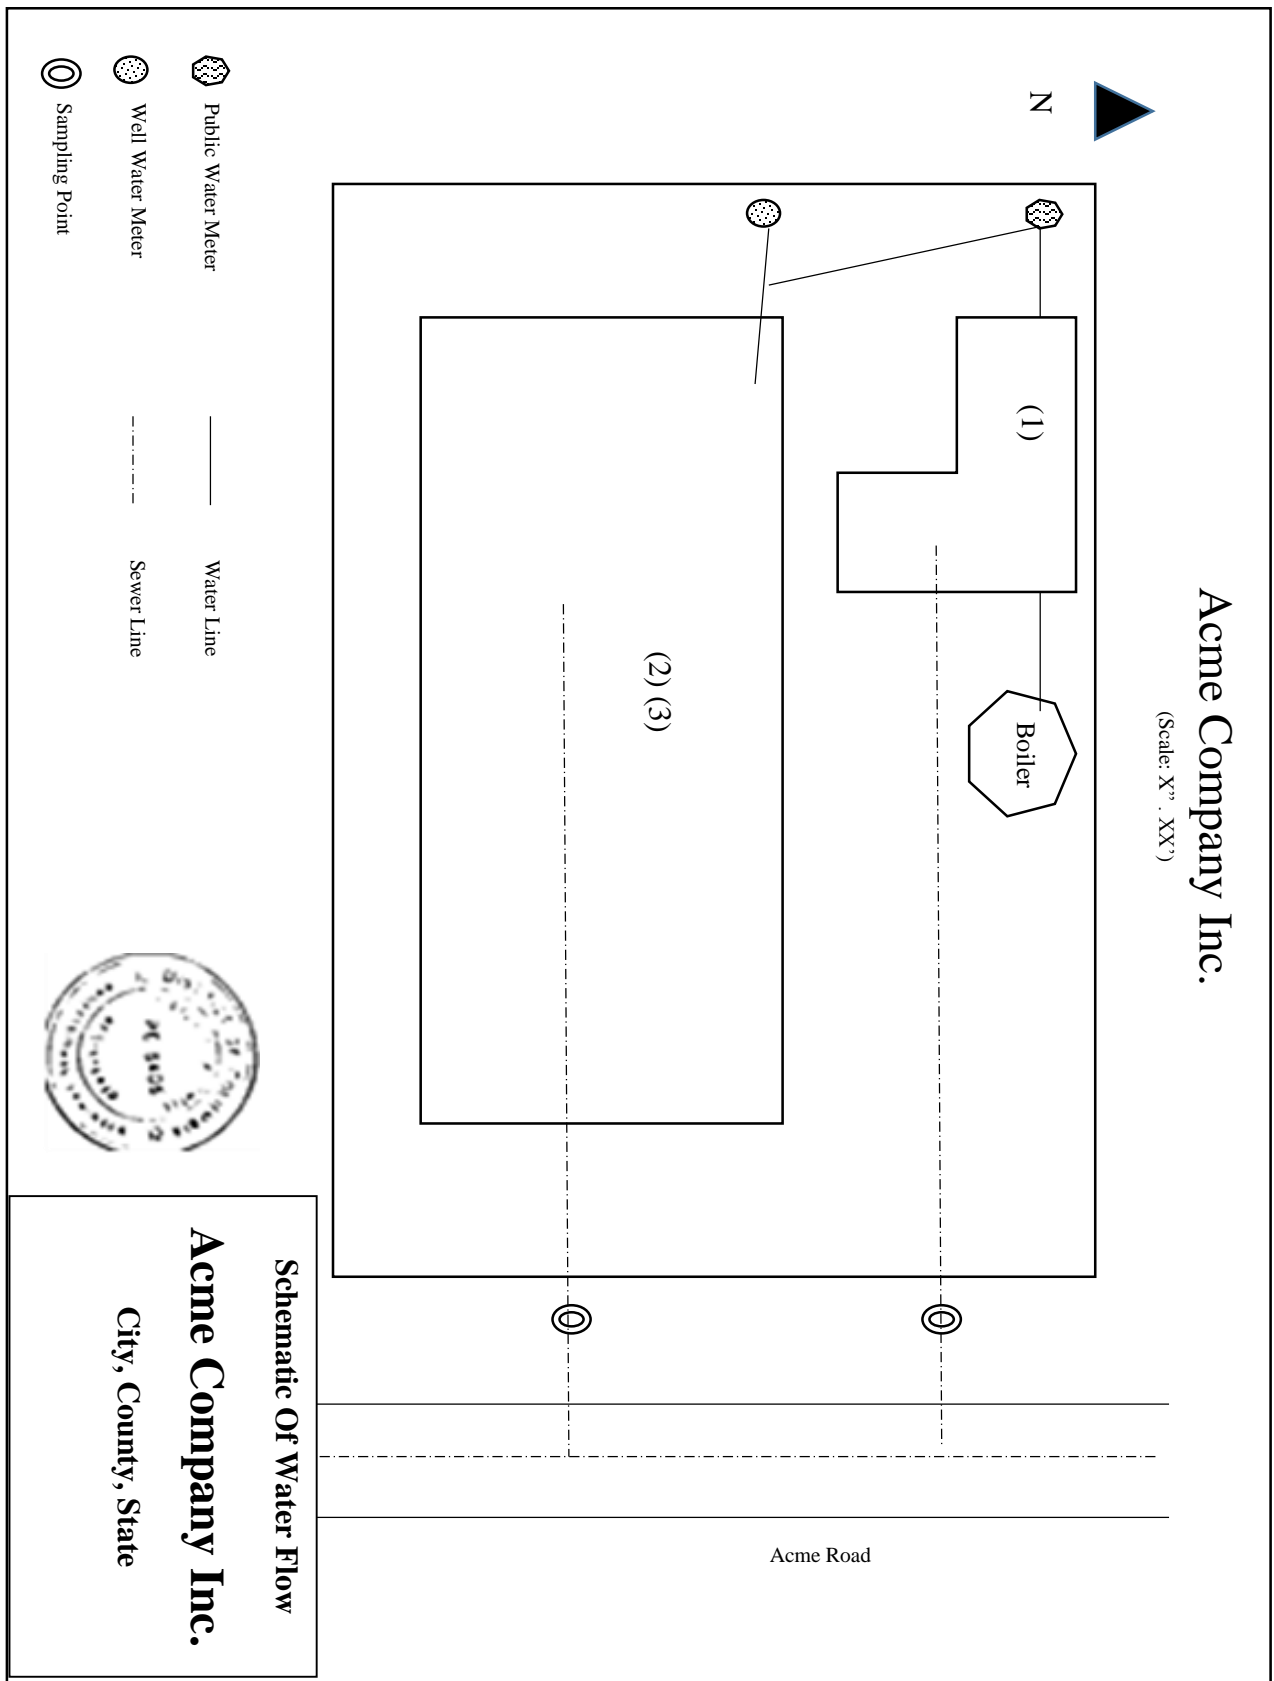 Acme Company Inc.
(Scale: X” . XX’)
N
(1)
Boiler
(2) (3)
Acme Road
Public Water Meter
Well Water Meter
Sampling Point
Water Line
Sewer Line
Schematic Of Water Flow
Acme Company Inc.
City, County, State